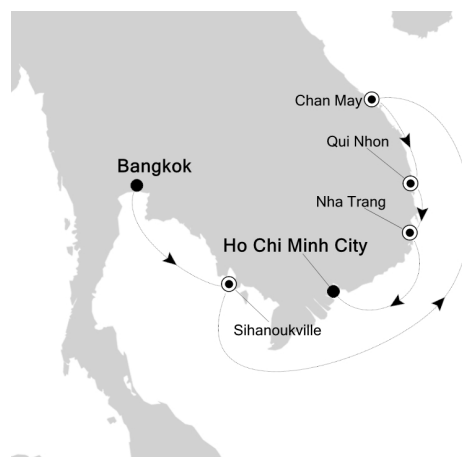 Chan May
Qui Nhon
Bangkok
Nha Trang
Ho Chi Minh City
Sihanoukville